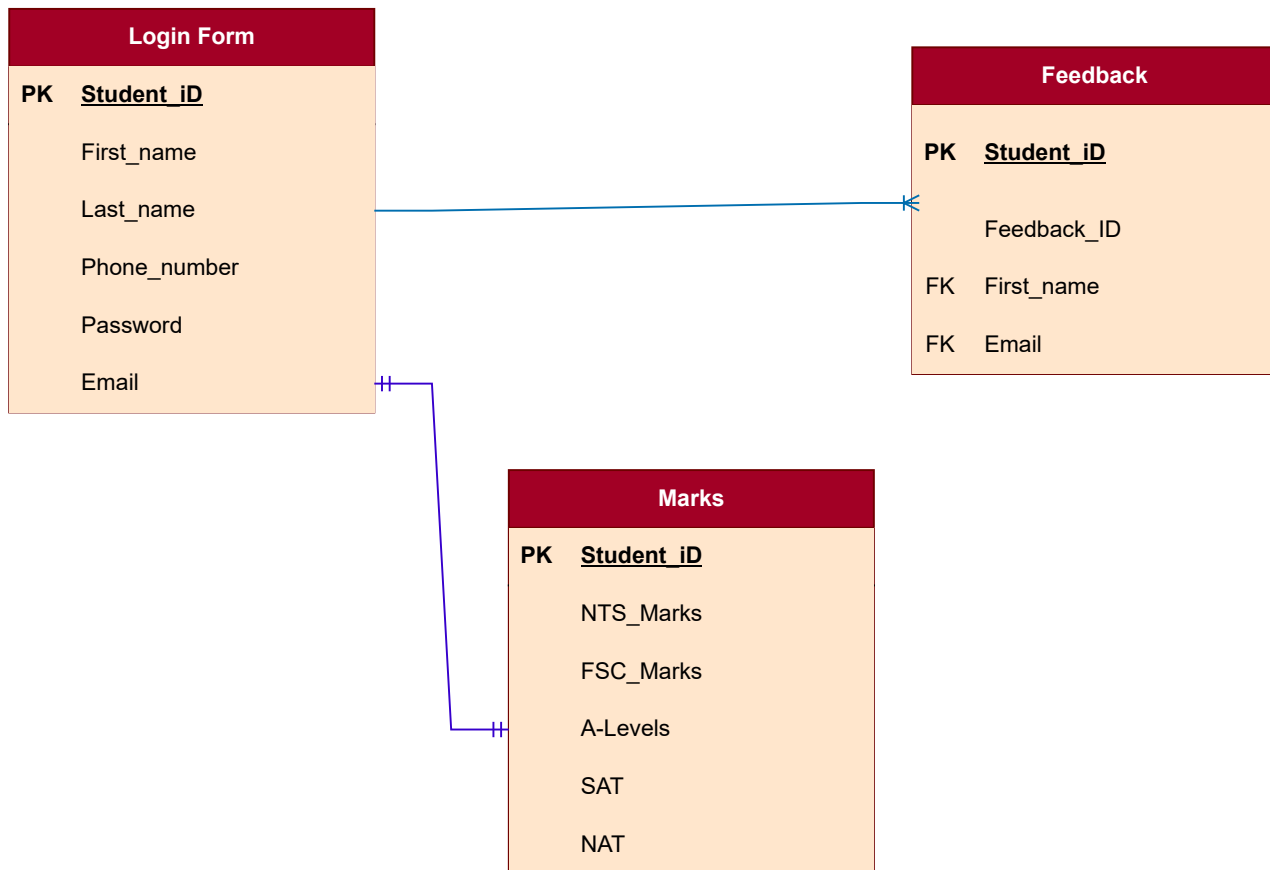 Login Form
PK Student_iD
First_name
Last_name
Phone_number
Password
Email
Feedback
PK Student_iD
Feedback_ID
FK First_name
FK Email
Marks
PK Student_iD
NTS_Marks
FSC_Marks
A-Levels
SAT
NAT